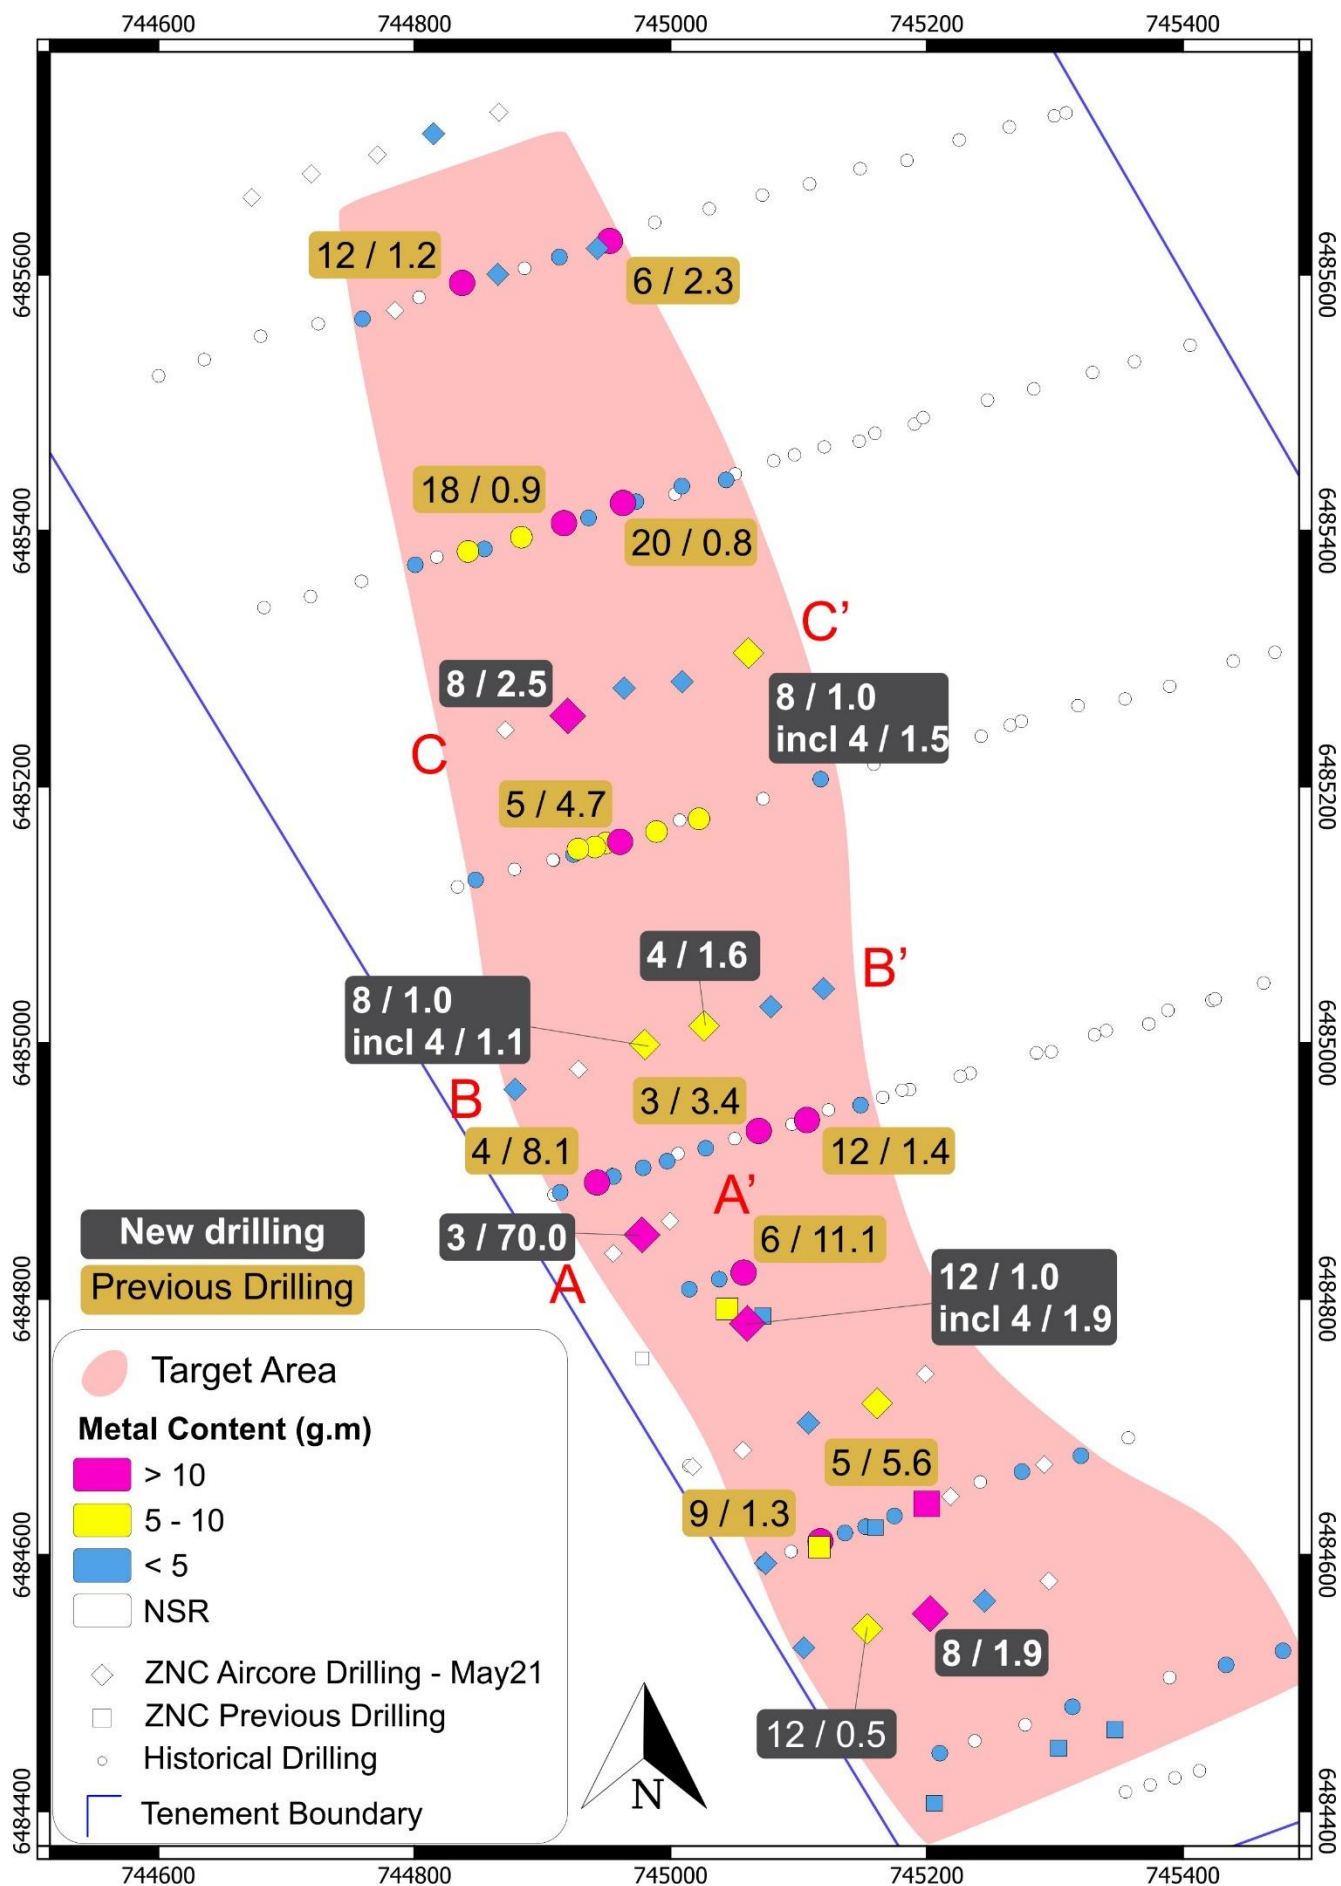 744600
744800
745000
745200
745400
6485600
6485600
12 / 1.2
6 / 2.3
18 / 0.9
6485400
6485400
20 / 0.8
C’
8 / 2.5
8 / 1.0
incl 4 / 1.5
C
6485200
6485200
5 / 4.7
4 / 1.6
B’
8 / 1.0
incl 4 / 1.1
6485000
6485000
B
3 / 3.4
4 / 8.1
12 / 1.4
A’
New drilling
3 / 70.0
6 / 11.1
Previous Drilling
A
12 / 1.0
incl 4 / 1.9
6484800
6484800
Target Area
Metal Content (g.m)
> 10
5 - 10
< 5
NSR
ZNC Aircore Drilling - May21
ZNC Previous Drilling
Historical Drilling
Tenement Boundary
5 / 5.6
9 / 1.3
6484600
6484600
8 / 1.9
12 / 0.5
N
6484400
6484400
744600
744800
745000
745200
745400